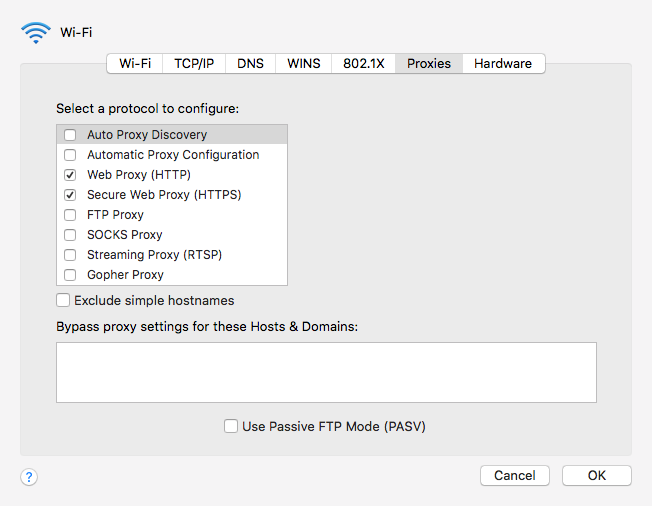 Wi-Fi
Wi-Fi TCP/IP DNS WINS 802.1X Proxies Hardware
Select a protocol to configure:
Auto Proxy Discovery
Automatic Proxy Configuration
Web Proxy (HTTP)
Secure Web Proxy (HTTPS)
FTP Proxy
SOCKS Proxy
Streaming Proxy (RTSP)
Gopher Proxy
Exclude simple hostnames
Bypass proxy settings for these Hosts & Domains:
Use Passive FTP Mode (PASV)
? Cancel OK